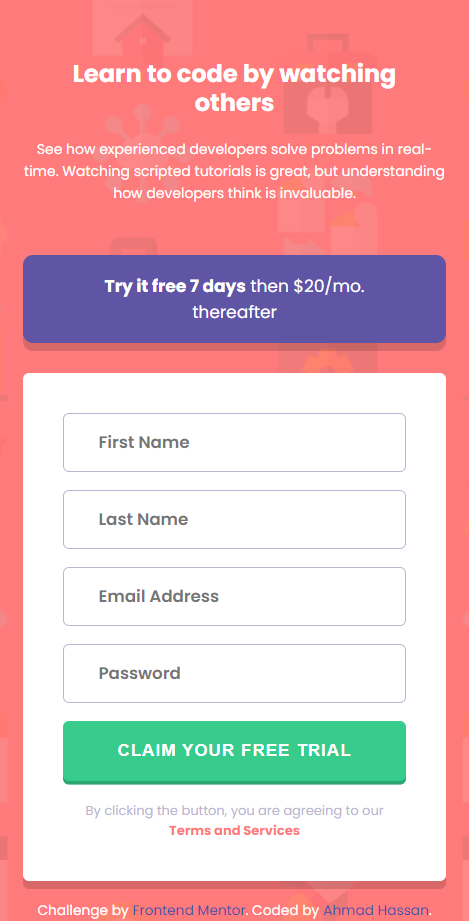 Learn to code by watching
others
See how experienced developers solve problems in real-
time. Watching scripted tutorials is great, but understanding
how developers think is invaluable.
Try it free 7 days then $20/mo.
thereafter
First Name
Last Name
Email Address
Password
CLAIM YOUR FREE TRIAL
By clicking the button, you are agreeing to our
Terms and Services
Challenge by Frontend Mentor. Coded by Ahmad Hassan.